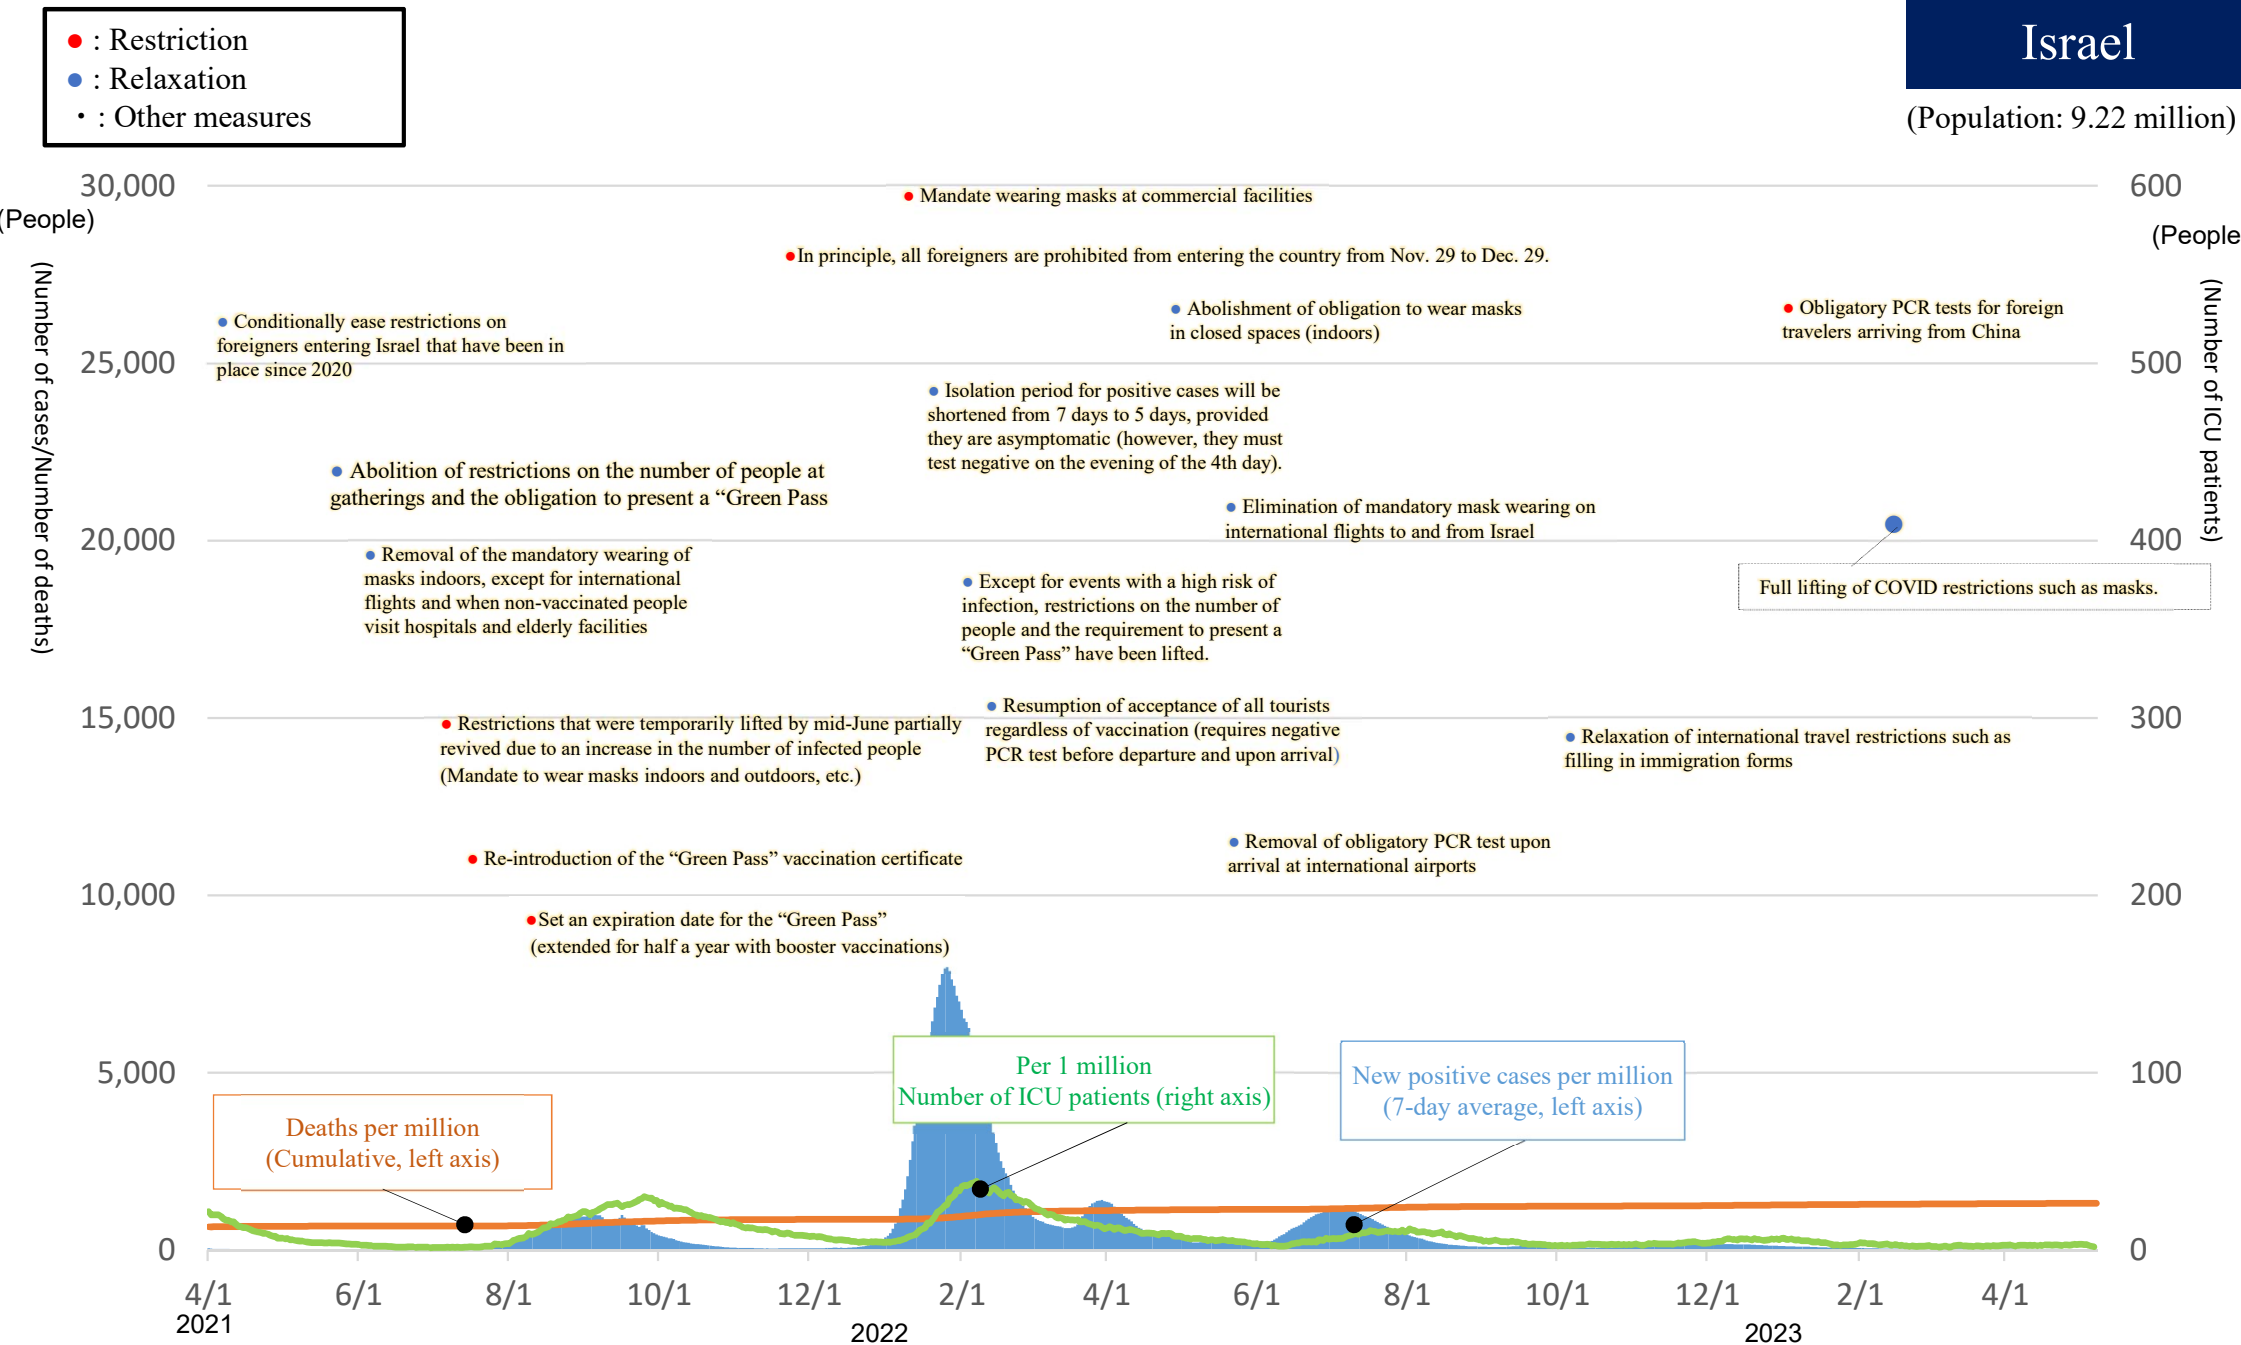 ● : Restriction
● : Relaxation
・ : Other measures
Israel
(Population: 9.22 million)
30,000
25,000
20,000
15,000
10,000
5,000
0
(People)
(Number of cases/Number of deaths)
600
500
400
300
200
100
0
(People
(Number of ICU patients)
● Mandate wearing masks at commercial facilities
●In principle, all foreigners are prohibited from entering the country from Nov. 29 to Dec. 29.
● Conditionally ease restrictions on
foreigners entering Israel that have been in
place since 2020
● Abolishment of obligation to wear masks
in closed spaces (indoors)
● Obligatory PCR tests for foreign
travelers arriving from China
● Isolation period for positive cases will be
shortened from 7 days to 5 days, provided
they are asymptomatic (however, they must
test negative on the evening of the 4th day).
● Abolition of restrictions on the number of people at
gatherings and the obligation to present a “Green Pass
● Elimination of mandatory mask wearing on
international flights to and from Israel
● Removal of the mandatory wearing of
masks indoors, except for international
flights and when non-vaccinated people
visit hospitals and elderly facilities
● Except for events with a high risk of
infection, restrictions on the number of
people and the requirement to present a
“Green Pass” have been lifted.
Full lifting of COVID restrictions such as masks.
● Restrictions that were temporarily lifted by mid-June partially
revived due to an increase in the number of infected people
(Mandate to wear masks indoors and outdoors, etc.)
● Resumption of acceptance of all tourists
regardless of vaccination (requires negative
PCR test before departure and upon arrival)
● Relaxation of international travel restrictions such as
filling in immigration forms
● Re-introduction of the “Green Pass” vaccination certificate
● Removal of obligatory PCR test upon
arrival at international airports
●Set an expiration date for the “Green Pass”
(extended for half a year with booster vaccinations)
Per 1 million
Number of ICU patients (right axis)
New positive cases per million
(7-day average, left axis)
Deaths per million
(Cumulative, left axis)
4/1 6/1 8/1 10/1 12/1 2/1 4/1 6/1 8/1 10/1 12/1 2/1 4/1
2021 2022 2023